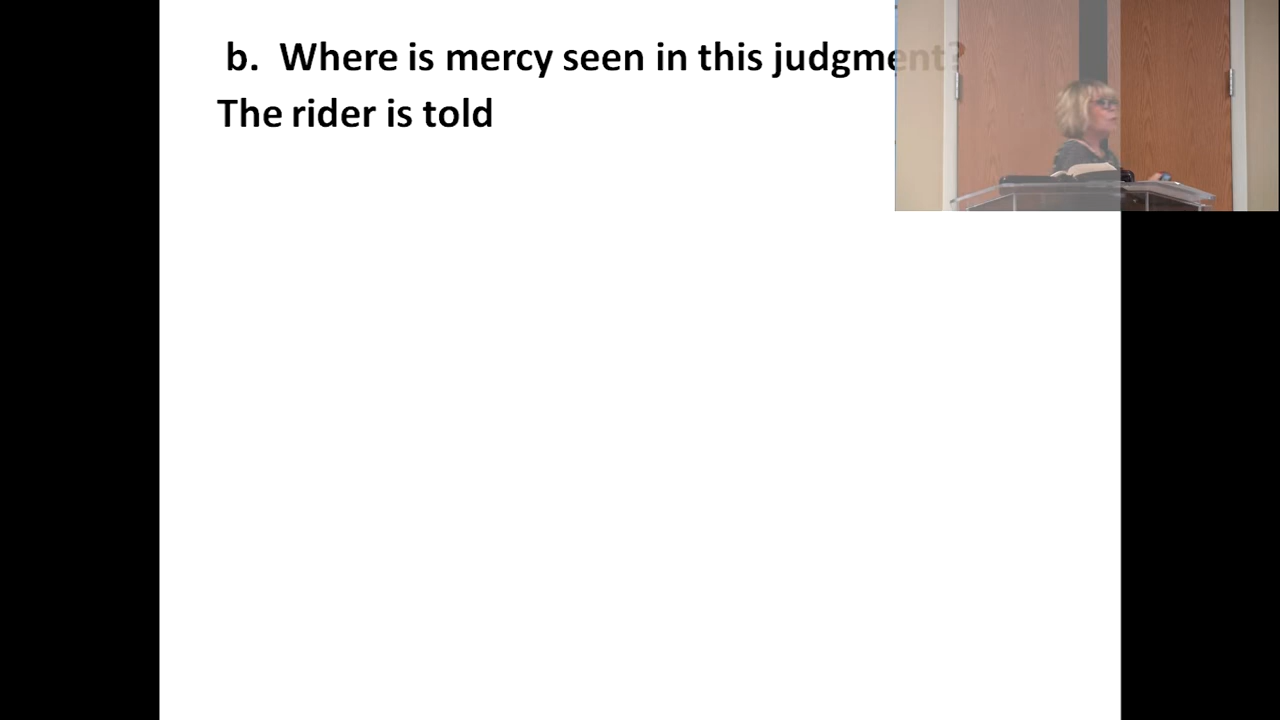 b. Where is mercy seen in this judgment?
The rider is told